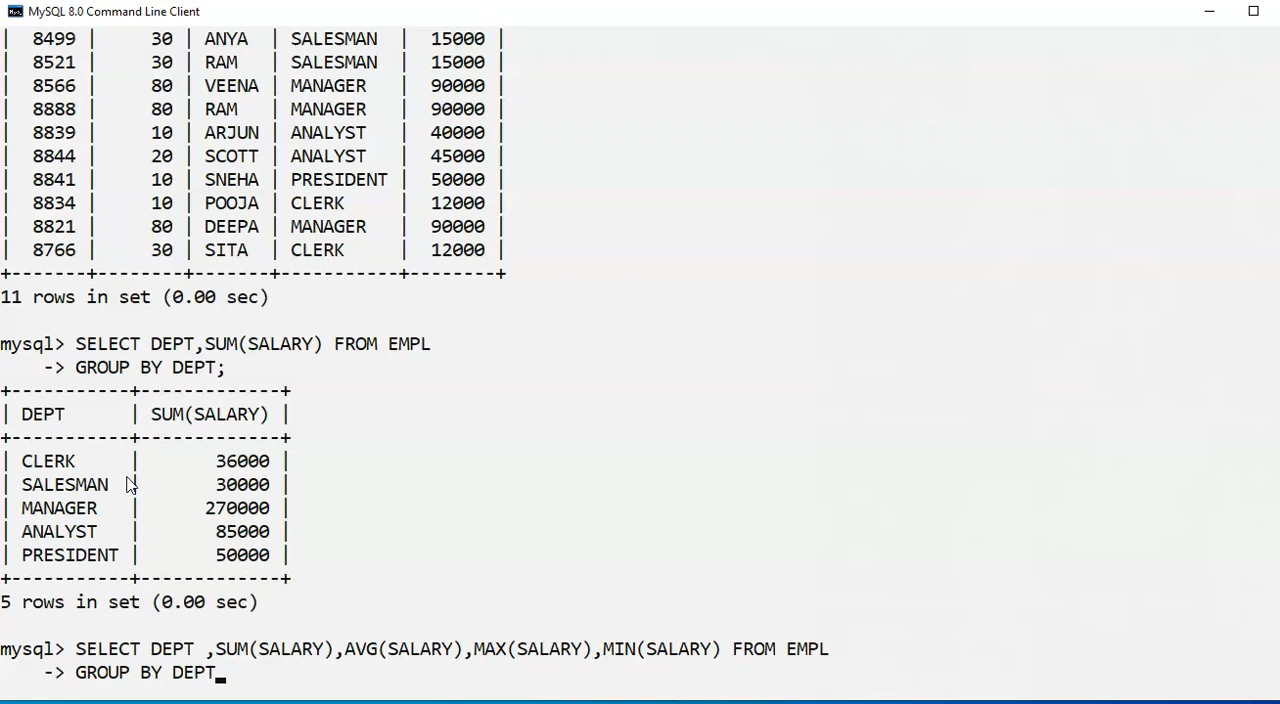 MySQL 8.0 Command Line Client
|  8499 |     30 | ANYA  | SALESMAN  |  15000 |
|  8521 |     30 | RAM   | SALESMAN  |  15000 |
|  8566 |     80 | VEENA | MANAGER   |  90000 |
|  8888 |     80 | RAM   | MANAGER   |  90000 |
|  8839 |     10 | ARJUN | ANALYST   |  40000 |
|  8844 |     20 | SCOTT | ANALYST   |  45000 |
|  8841 |     10 | SNEHA | PRESIDENT |  50000 |
|  8834 |     10 | POOJA | CLERK     |  12000 |
|  8821 |     80 | DEEPA | MANAGER   |  90000 |
|  8766 |     30 | SITA  | CLERK     |  12000 |
+-------+--------+-------+-----------+--------+
11 rows in set (0.00 sec)
mysql> SELECT DEPT,SUM(SALARY) FROM EMPL
    -> GROUP BY DEPT;
+-----------+-------------+
| DEPT      | SUM(SALARY) |
+-----------+-------------+
| CLERK     |       36000 |
| SALESMAN  |       30000 |
| MANAGER   |      270000 |
| ANALYST   |       85000 |
| PRESIDENT |       50000 |
+-----------+-------------+
5 rows in set (0.00 sec)
mysql> SELECT DEPT ,SUM(SALARY),AVG(SALARY),MAX(SALARY),MIN(SALARY) FROM EMPL
    -> GROUP BY DEPT